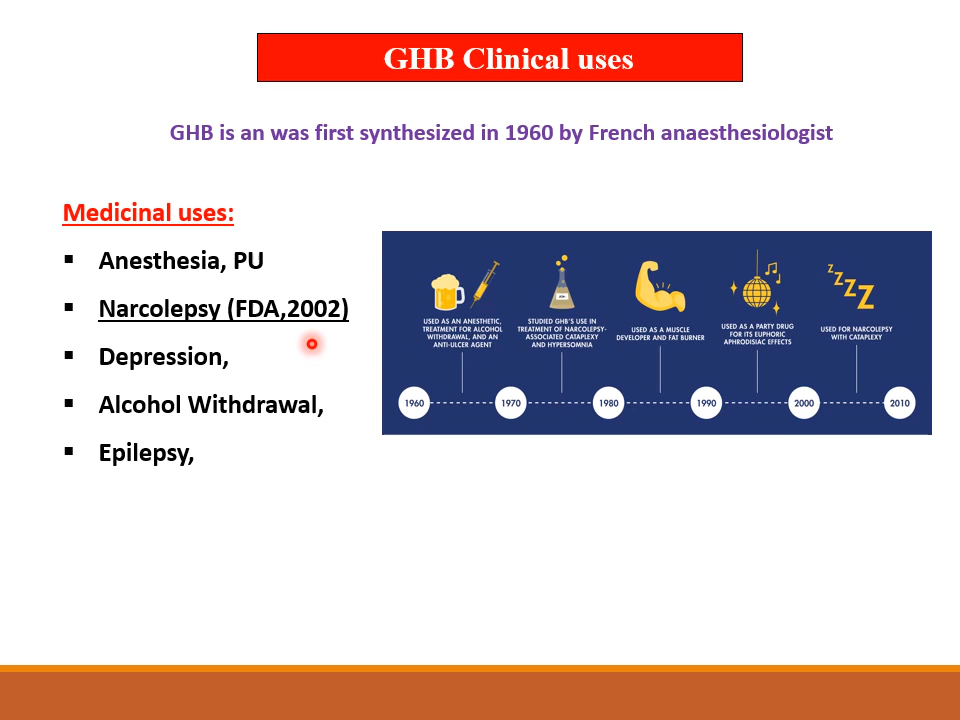 GHB Clinical uses
GHB is an was first synthesized in 1960 by French anaesthesiologist
Medicinal uses:
▪ Anesthesia, PU
▪ Narcolepsy (FDA,2002)
▪ Depression,
▪ Alcohol Withdrawal,
▪ Epilepsy,
USED AS AN ANESTHETIC,
TREATMENT FOR ALCOHOL
WITHDRAWAL, AND AN
ANTI-ULCER AGENT
STUDIED GHB'S USE IN
TREATMENT OF NARCOLEPSY-
ASSOCIATED CATAPLEXY
AND HYPERSOMNIA
USED AS A MUSCLE
DEVELOPER AND FAT BURNER
USED AS A PARTY DRUG
FOR ITS EUPHORIC
APHRODISIAC EFFECTS
zzzZ
USED FOR NARCOLEPSY
WITH CATAPLEXY
1960 1970 1980 1990 2000 2010